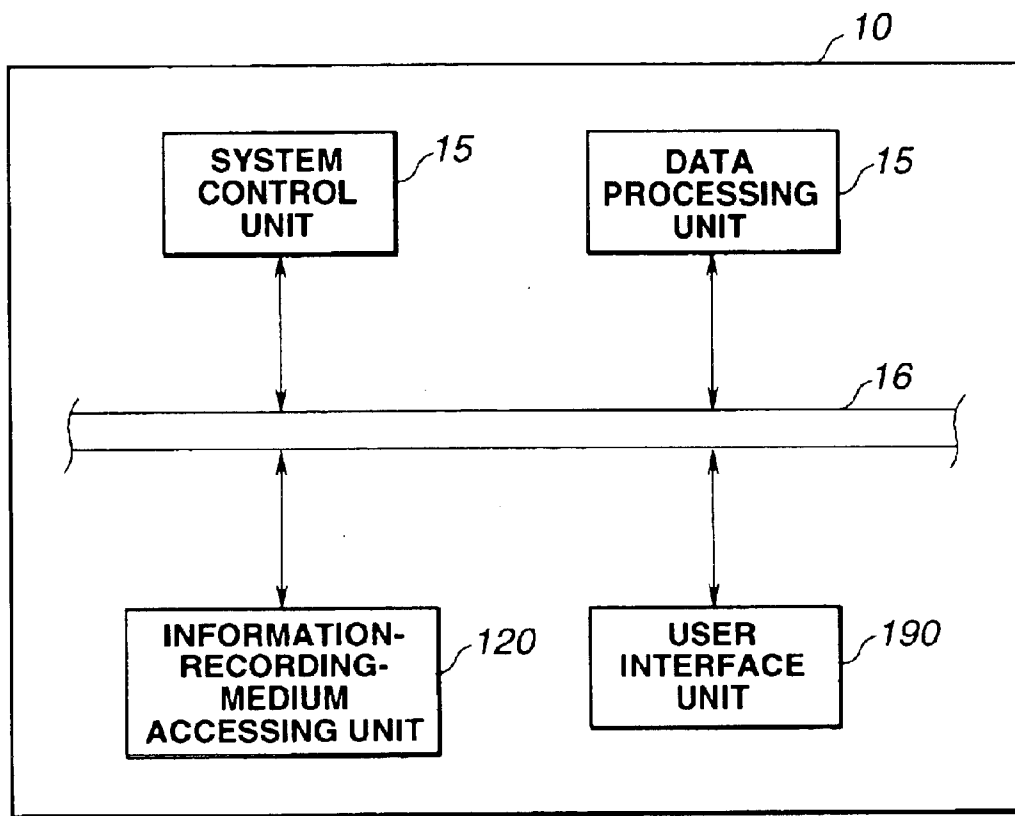 10
SYSTEM
CONTROL
UNIT
15
DATA
PROCESSING
UNIT
15
16
INFORMATION-
RECORDING-
MEDIUM
ACCESSING UNIT
120
USER
INTERFACE
UNIT
190